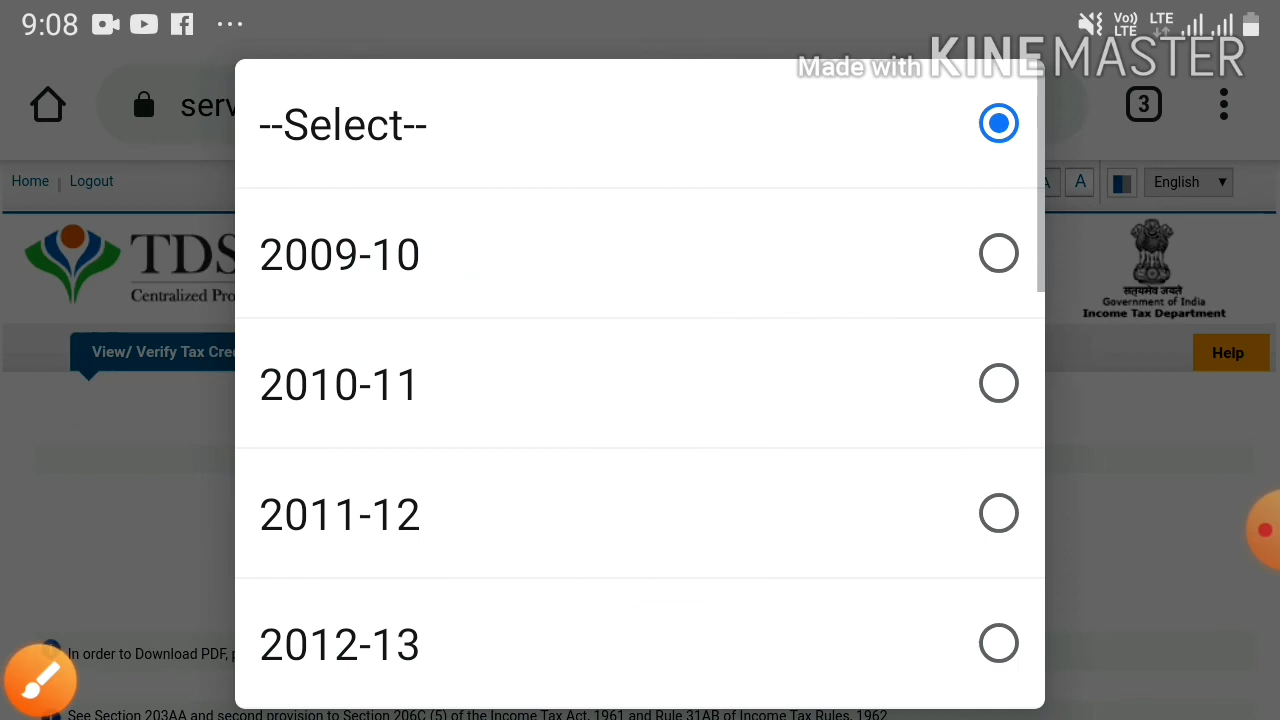 9:08
Vo)) LTE
LTE
Made with KINEMASTER
serv
3
--Select--
Home | Logout
A
A
English
TDS
Centralized Pro
2009-10
सत्यमेव जयते
Government of India
Income Tax Department
View/ Verify Tax Cre
Help
2010-11
2011-12
2012-13
In order to Download PDF, p
See Section 203AA and second provision to Section 206C (5) of the Income Tax Act, 1961 and Rule 31AB of Income Tax Rules, 1962